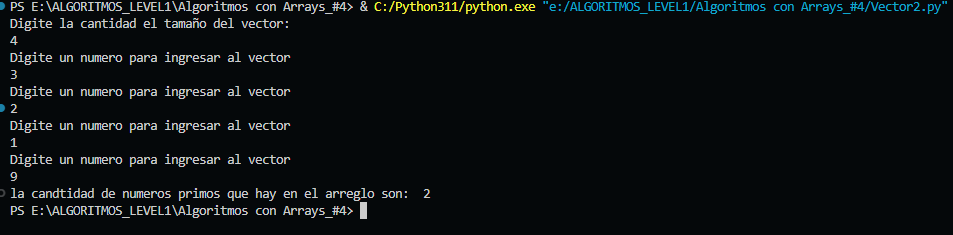 PS E:\ALGORITMOS_LEVEL1\Algoritmos con Arrays_#4> & C:/Python311/python.exe "e:/ALGORITMOS_LEVEL1/Algoritmos con Arrays_#4/Vector2.py"
Digite la cantidad el tamaño del vector:
4
Digite un numero para ingresar al vector
3
Digite un numero para ingresar al vector
2
Digite un numero para ingresar al vector
1
Digite un numero para ingresar al vector
9
la candtidad de numeros primos que hay en el arreglo son:  2
PS E:\ALGORITMOS_LEVEL1\Algoritmos con Arrays_#4>